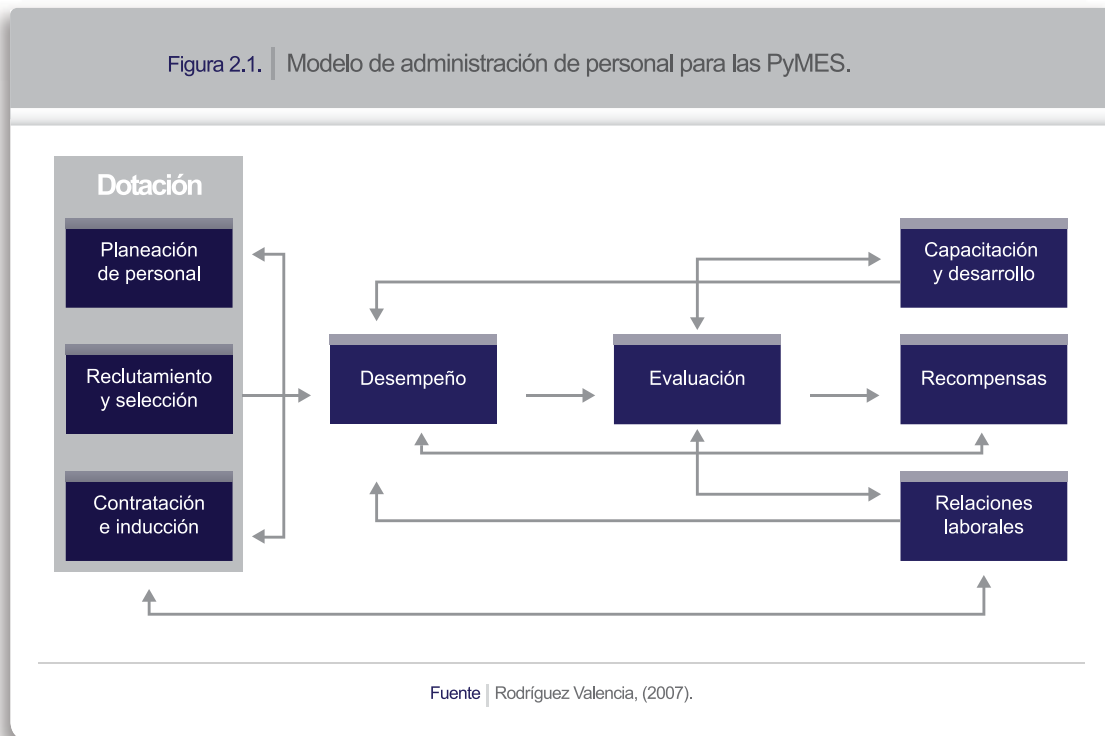 Figura 2.1. Modelo de administración de personal para las PyMES.
Dotación
Planeación
de personal
Reclutamiento
y selección
Contratación
e inducción
Desempeño
Evaluación
Capacitación
y desarrollo
Recompensas
Relaciones
laborales
Fuente Rodríguez Valencia, (2007).